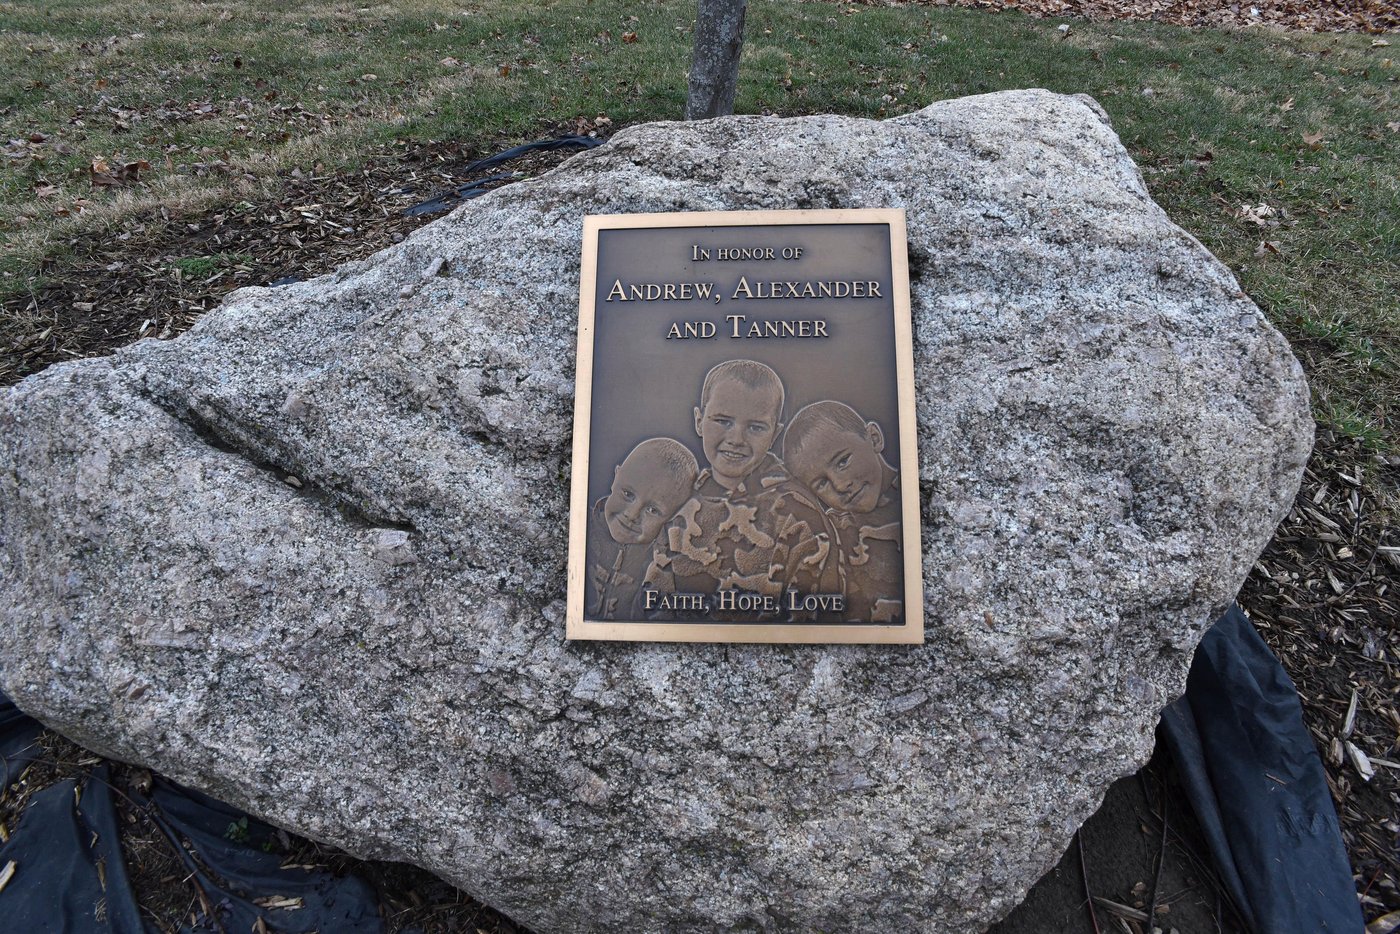 In honor of
Andrew, Alexander
and Tanner
Faith, Hope, Love